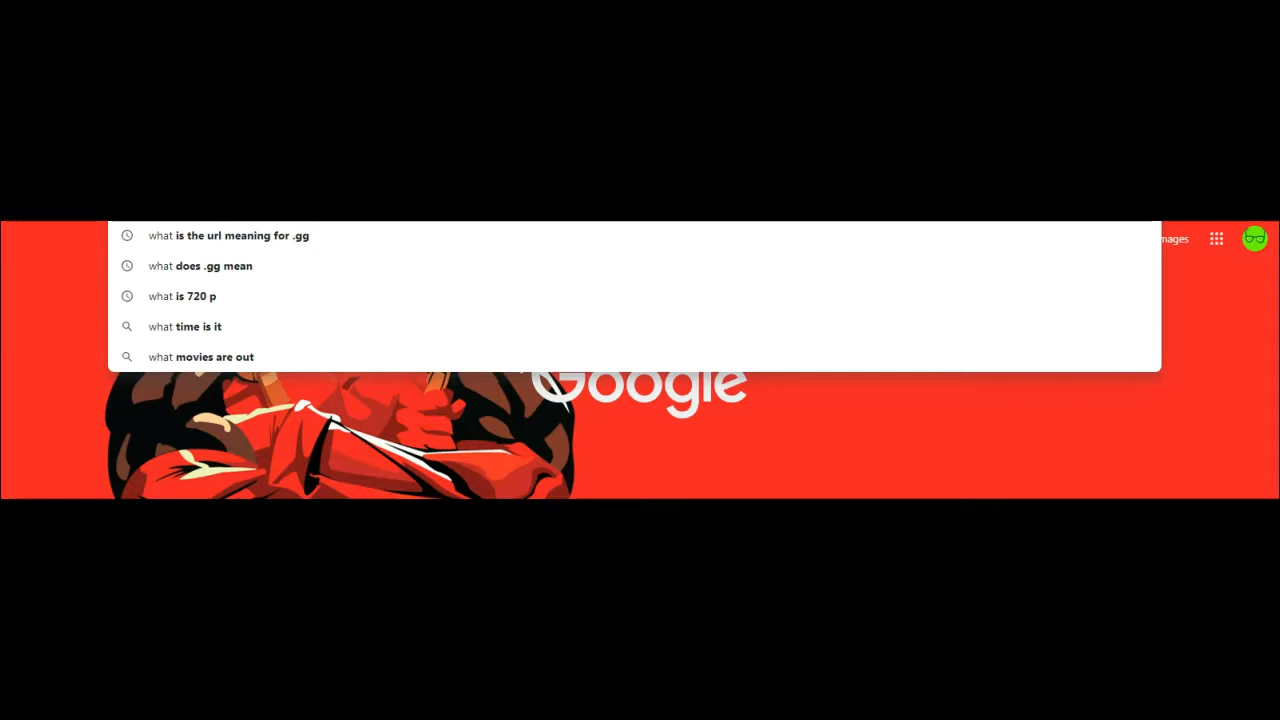 what is the url meaning for .gg
mages
what does .gg mean
what is 720 p
what time is it
what movies are out
Google